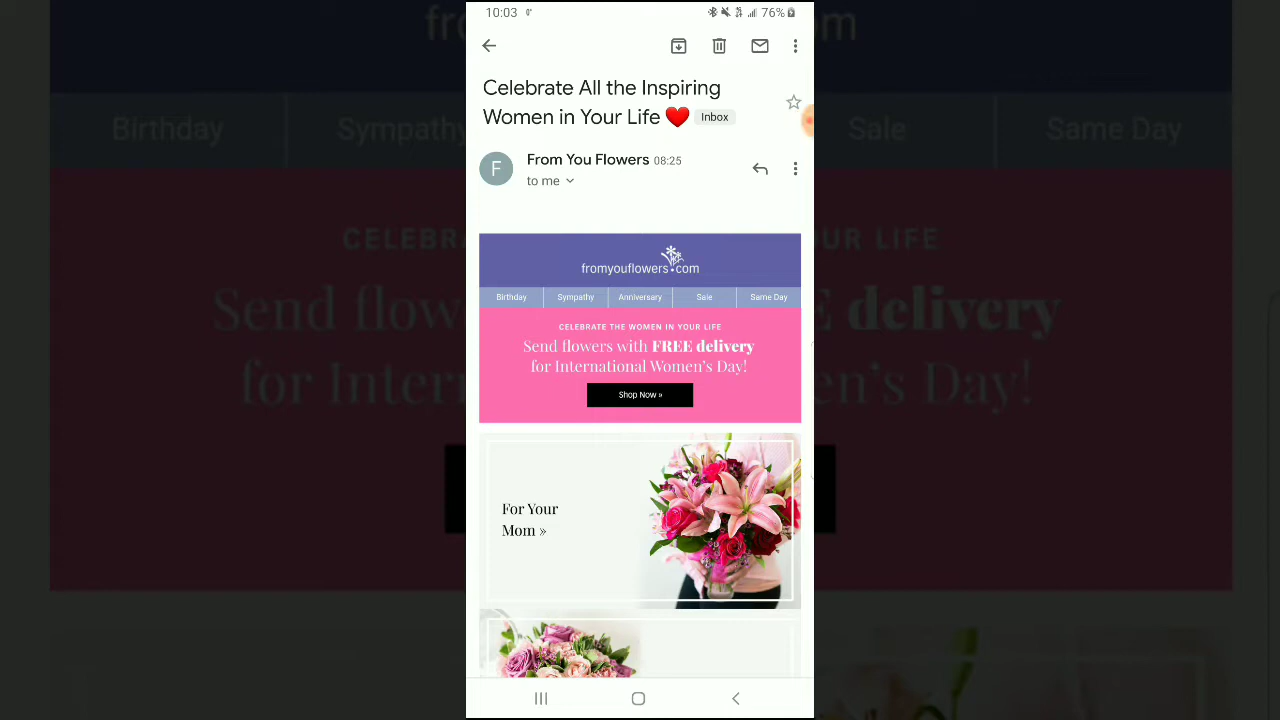 10:03
76%
Celebrate All the Inspiring
Women in Your Life ❤️ Inbox
F
From You Flowers 08:25
to me
fromyouflowers.com
Birthday Sympathy Anniversary Sale Same Day
CELEBRATE THE WOMEN IN YOUR LIFE
Send flowers with FREE delivery
for International Women's Day!
Shop Now »
For Your
Mom »